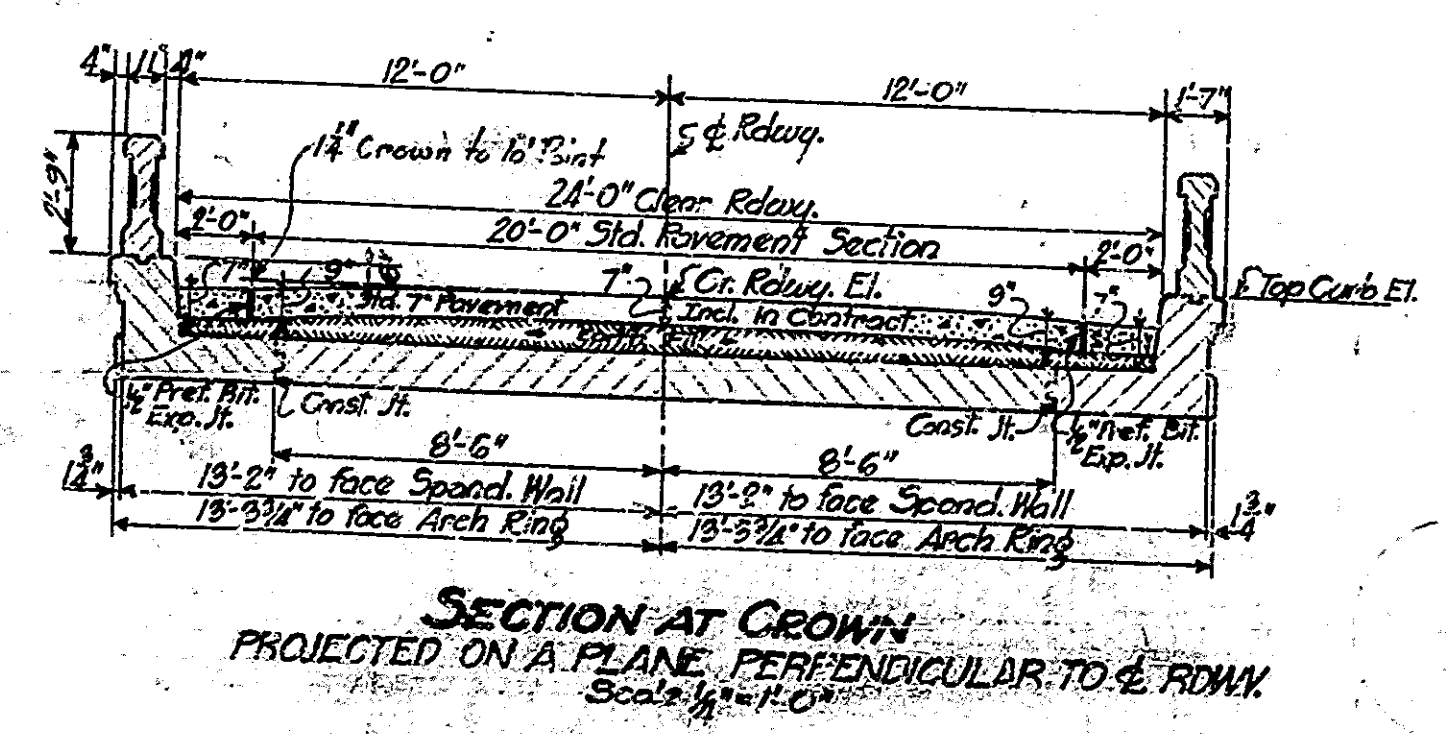 4" 11" 4" 12'-0" 12'-0" 1'-7"
1¼" Crown to 10' Point
℄ Rdwy.
2'-9"
24'-0" Clear Rdwy.
2'-0" 20'-0" Std. Pavement Section 2'-0"
7" 9" 7" Cr. Rdwy. El. 9" 7" Top Curb El.
Std. 7" Pavement Incl. in Contract
½" Pref. Bit. Exp. Jt.
Const. Jt.
Const. Jt.
½" Pref. Bit. Exp. Jt.
8'-6" 8'-6"
1¾" 13'-2" to face Spand. Wall 13'-2" to face Spand. Wall 1¾"
13'-3¾" to face Arch Ring 13'-3¾" to face Arch Ring
SECTION AT CROWN
PROJECTED ON A PLANE PERPENDICULAR TO ℄ RDWY.
Scale ¼" = 1'-0"